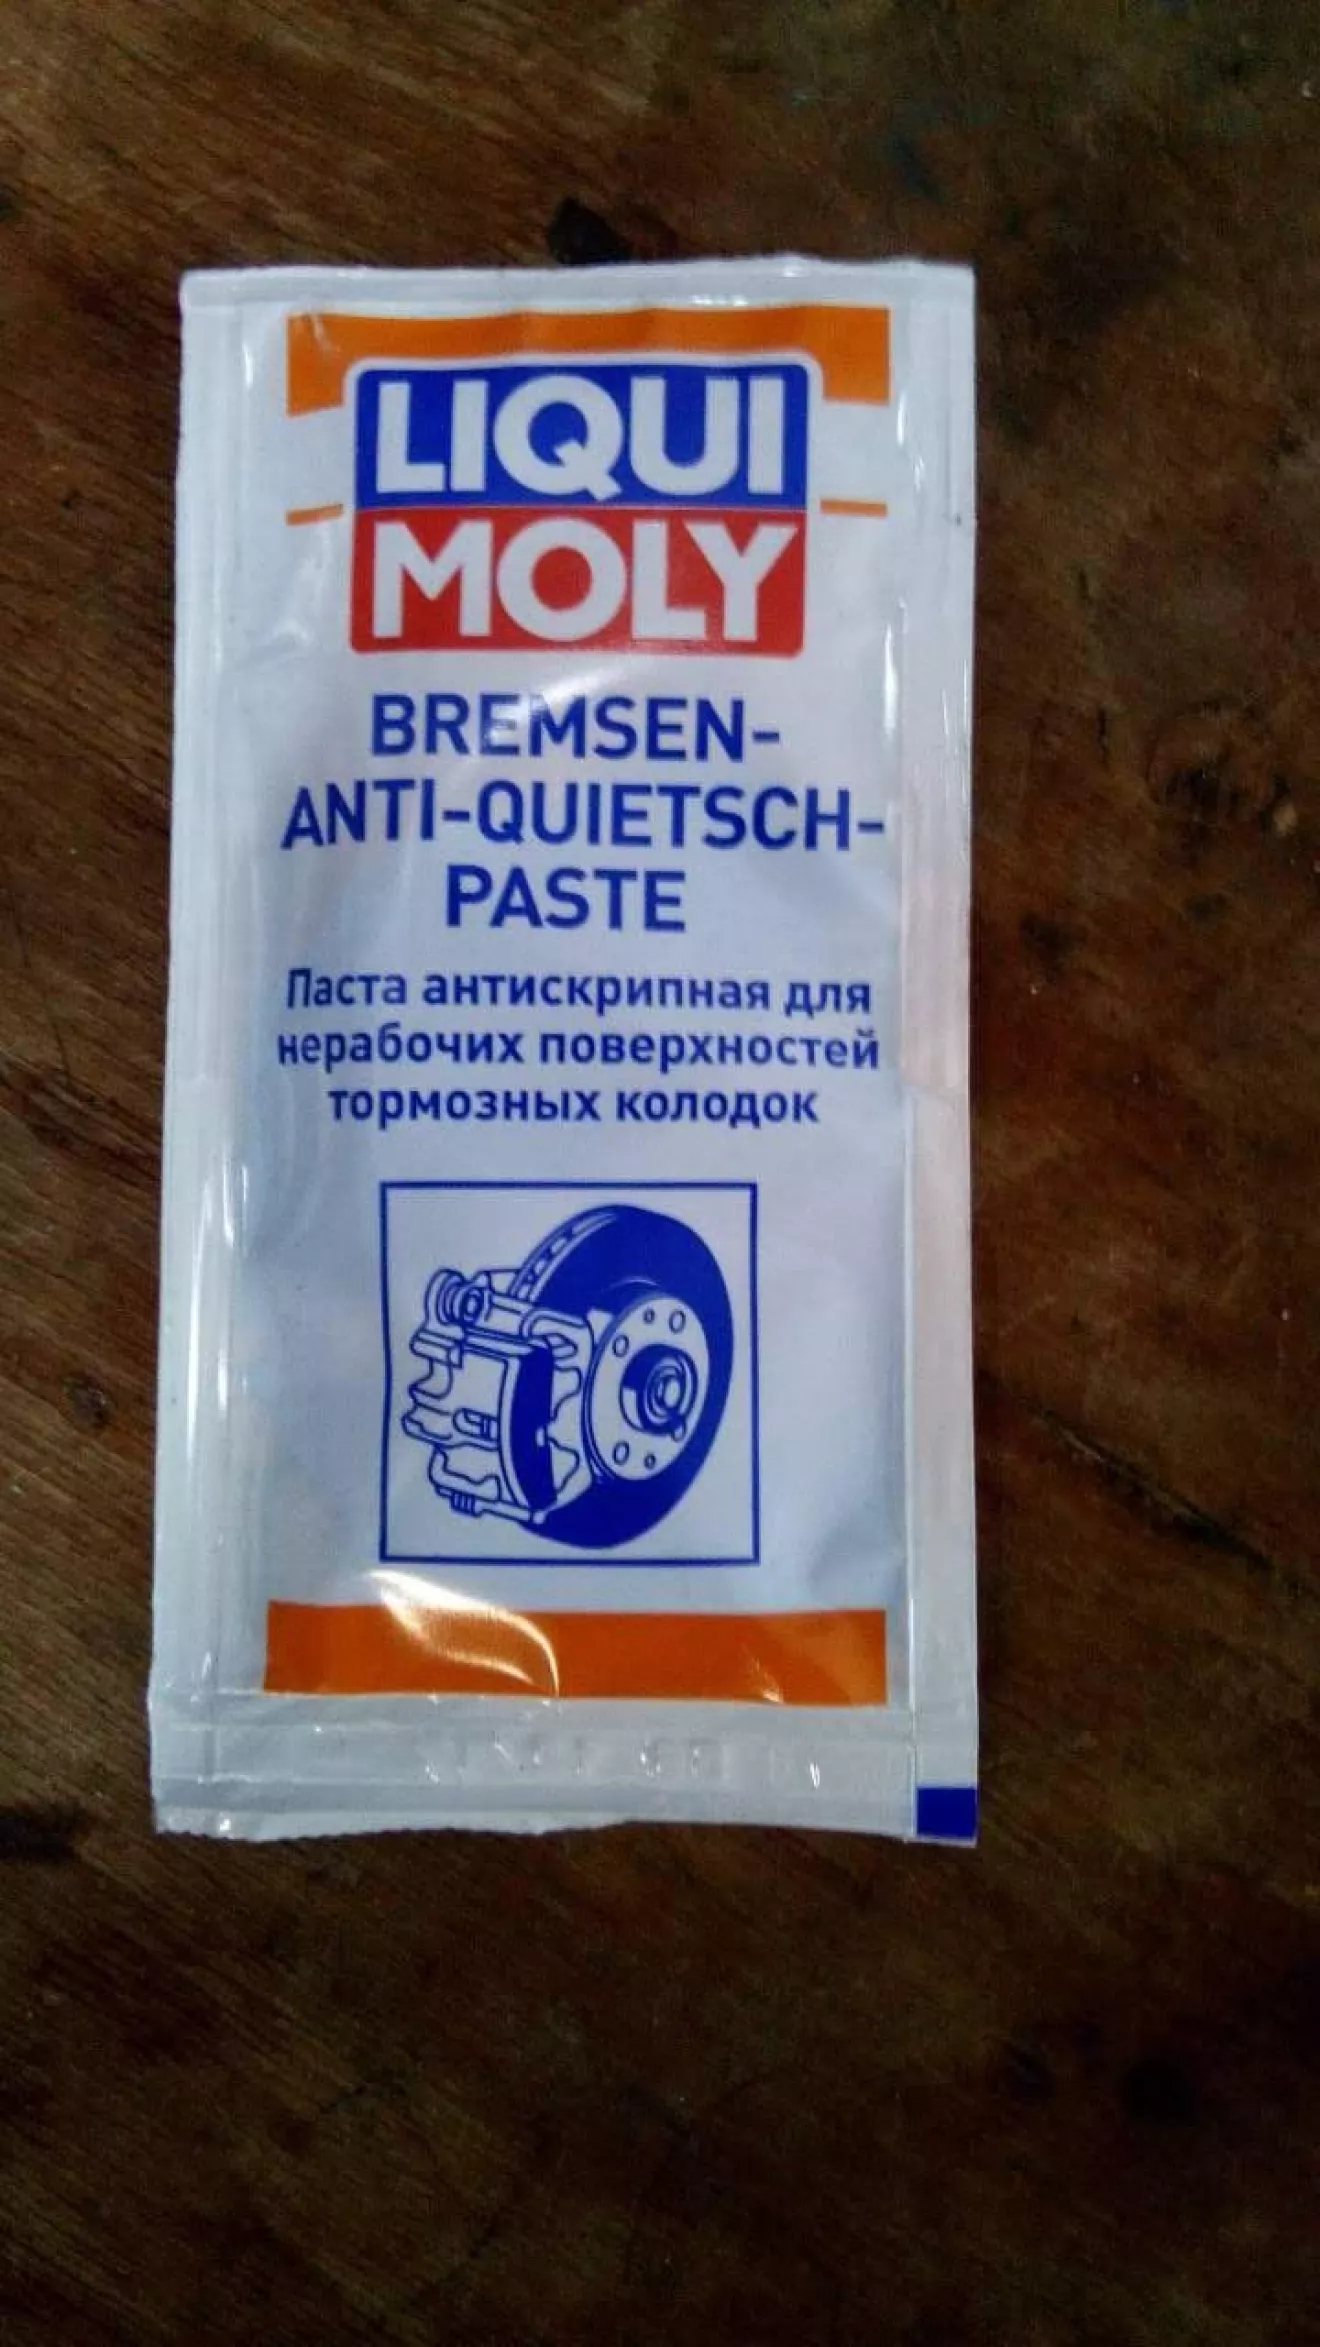 LIQUI
MOLY
BREMSEN-
ANTI-QUIETSCH-
PASTE
Паста антискрипная для
нерабочих поверхностей
тормозных колодок